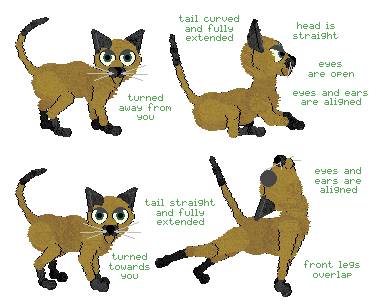 tail curved
and fully
extended
head is
straight
eyes
are open
eyes and ears
are aligned
turned
away from
you
tail straight
and fully
extended
eyes and
ears are
aligned
turned
towards
you
front legs
overlap